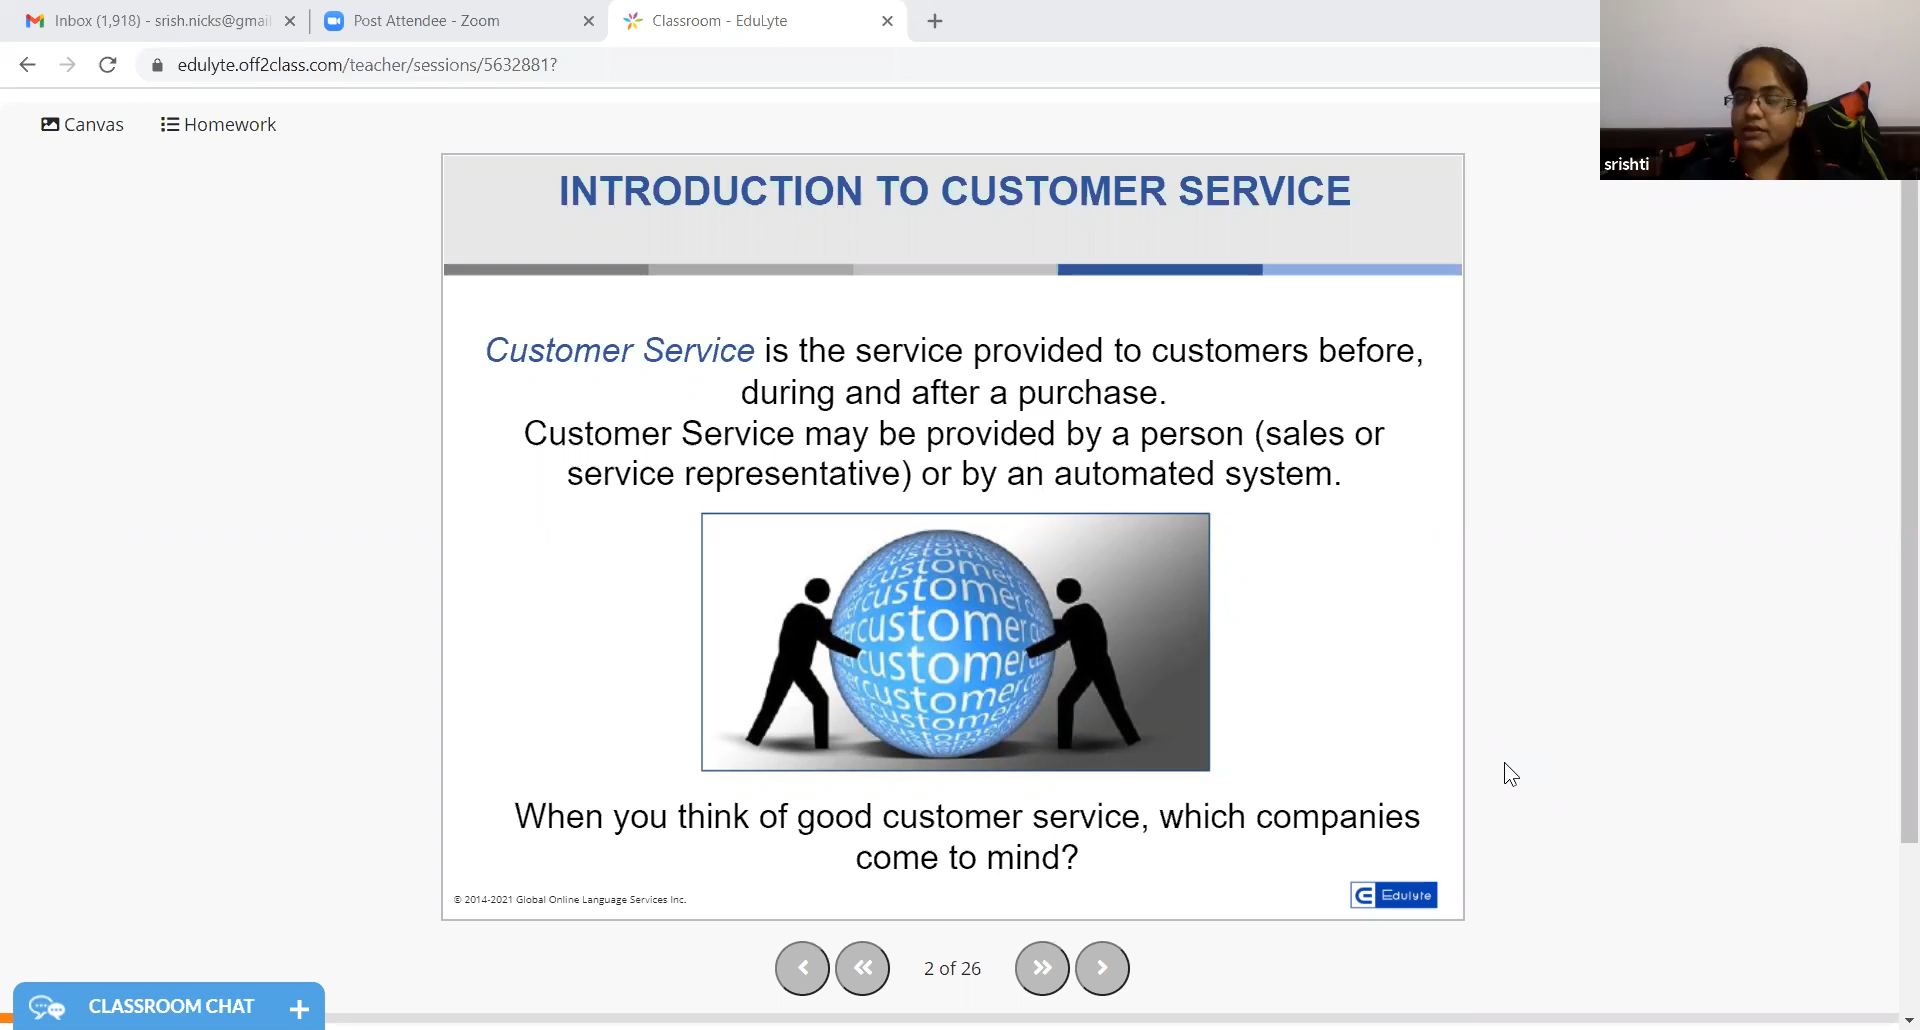 Inbox (1,918) - srish.nicks@gmai
Post Attendee - Zoom
Classroom - EduLyte
edulyte.off2class.com/teacher/sessions/5632881?
srishti
Canvas
Homework
INTRODUCTION TO CUSTOMER SERVICE
Customer Service is the service provided to customers before,
during and after a purchase.
Customer Service may be provided by a person (sales or
service representative) or by an automated system.
customer
customer
customer
customer
customer
customer
customer
When you think of good customer service, which companies
come to mind?
© 2014-2021 Global Online Language Services Inc.
Edulyte
2 of 26
CLASSROOM CHAT